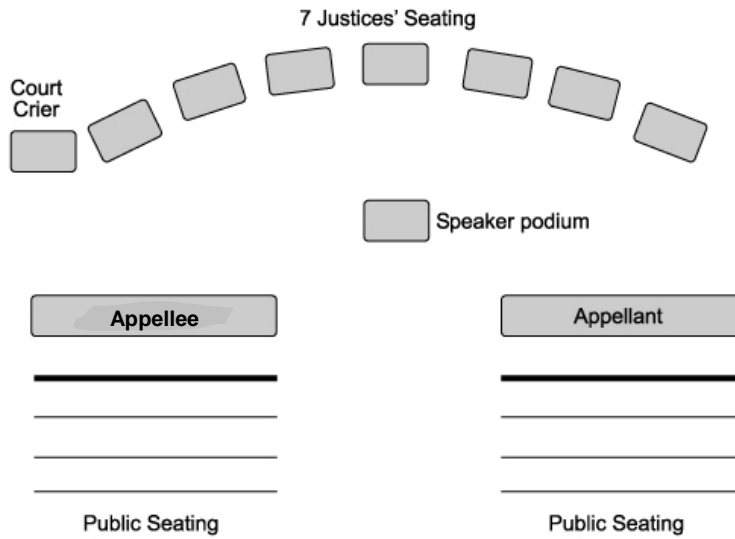 7 Justices' Seating
Court
Crier
Speaker podium
Appellee
Appellant
Public Seating
Public Seating